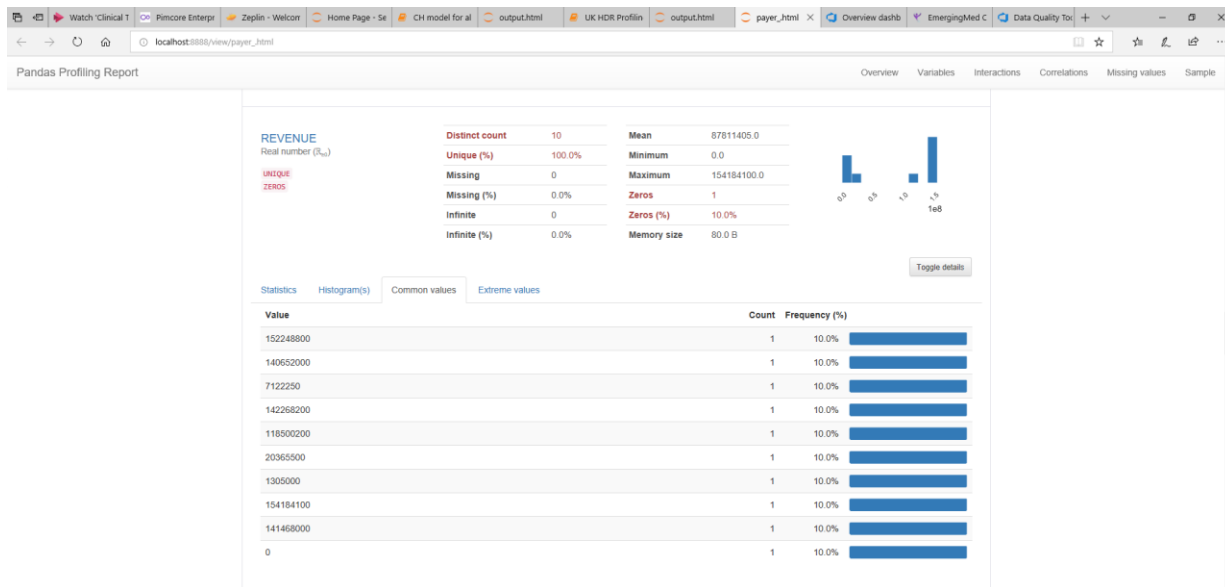 Watch 'Clinical T
Pimcore Enterpr
Zeplin - Welcom
Home Page - Se
CH model for al
output.html
UK HDR Profilin
output.html
payer_.html
Overview dashb
EmergingMed C
Data Quality Too
localhost:8888/view/payer_.html
Pandas Profiling Report Overview Variables Interactions Correlations Missing values Sample
REVENUE
Real number (ℝ≥0)
UNIQUE
ZEROS
Distinct count 10
Unique (%) 100.0%
Missing 0
Missing (%) 0.0%
Infinite 0
Infinite (%) 0.0%
Mean 87811405.0
Minimum 0.0
Maximum 154184100.0
Zeros 1
Zeros (%) 10.0%
Memory size 80.0 B
0.0 0.5 1.0 1.5
1e8
Toggle details
Statistics Histogram(s) Common values Extreme values
Value Count Frequency (%)
152248800 1 10.0%
140652000 1 10.0%
7122250 1 10.0%
142268200 1 10.0%
118500200 1 10.0%
20365500 1 10.0%
1305000 1 10.0%
154184100 1 10.0%
141468000 1 10.0%
0 1 10.0%